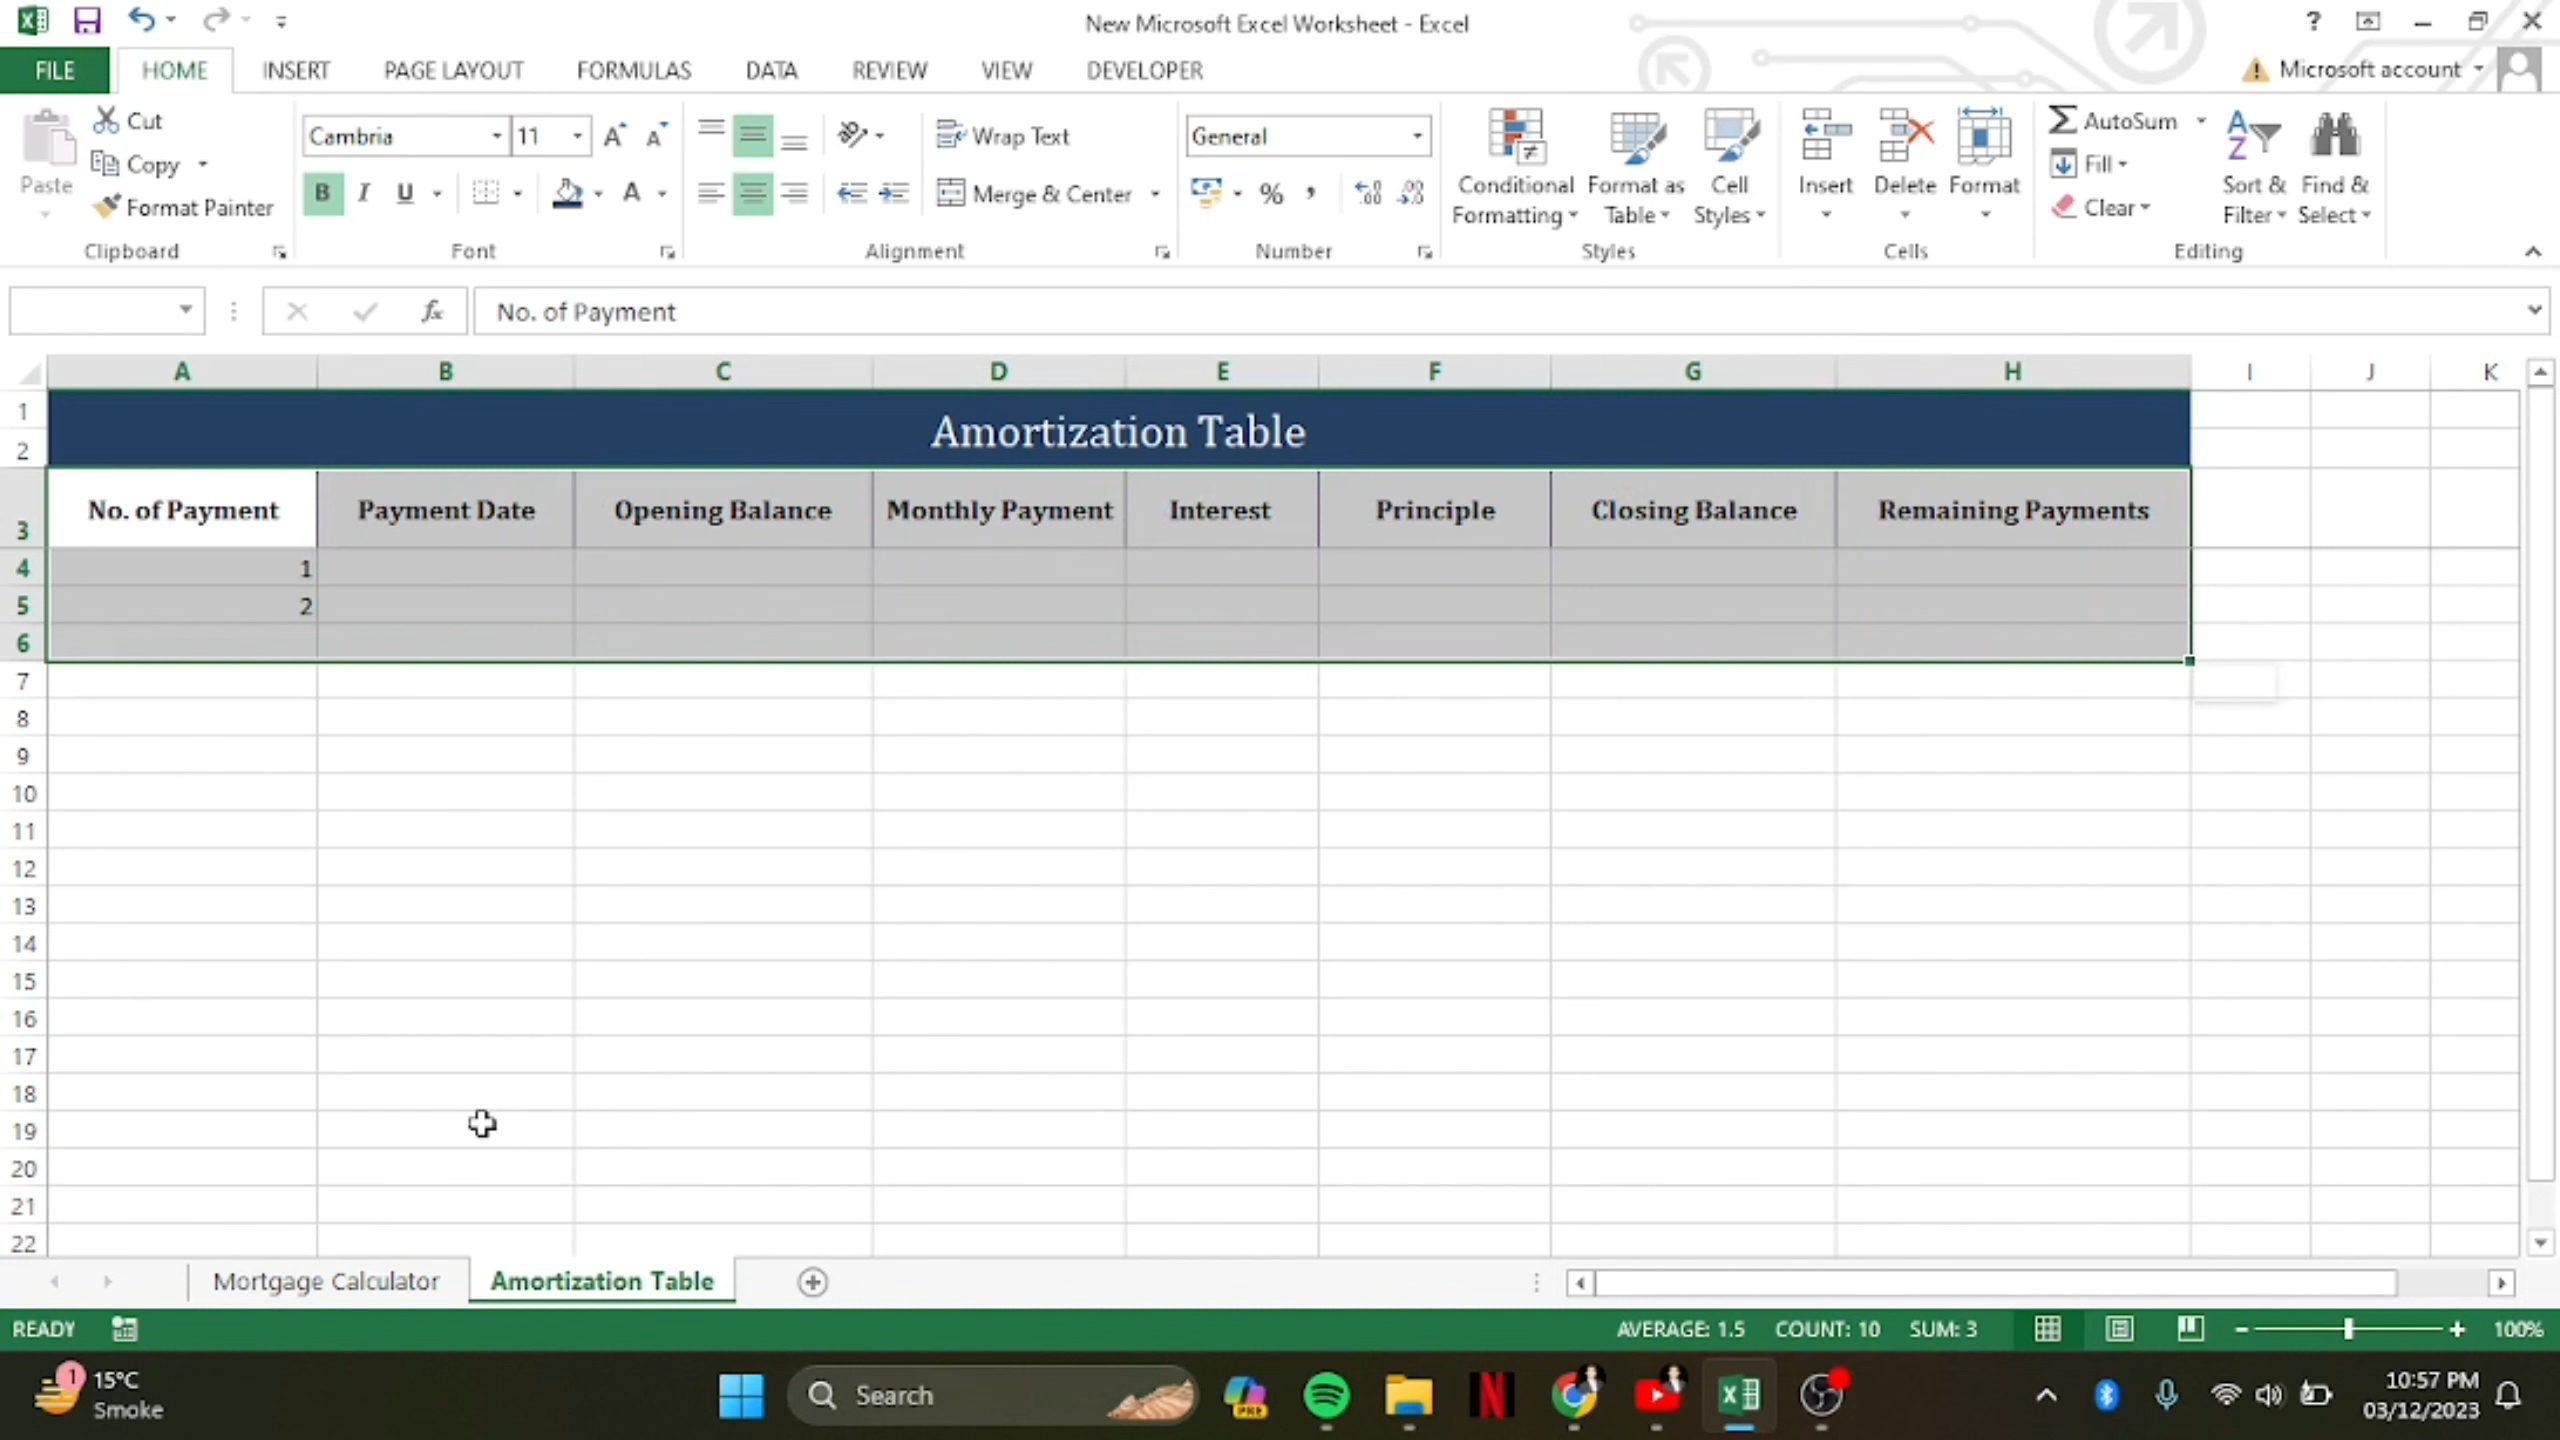 New Microsoft Excel Worksheet - Excel
?
FILE HOME INSERT PAGE LAYOUT FORMULAS DATA REVIEW VIEW DEVELOPER Microsoft account
Paste
Cut
Copy
Format Painter
Clipboard
Cambria 11
B I U A
Font
Wrap Text
Merge & Center
Alignment
General
% ,
Number
Conditional Formatting
Format as Table
Cell Styles
Styles
Insert
Delete
Format
Cells
AutoSum
Fill
Clear
Sort & Filter
Find & Select
Editing
fx No. of Payment
A B C D E F G H I J K
1
Amortization Table
2
3 No. of Payment Payment Date Opening Balance Monthly Payment Interest Principle Closing Balance Remaining Payments
4 1
5 2
6
7
8
9
10
11
12
13
14
15
16
17
18
19
20
21
22
Mortgage Calculator Amortization Table
READY AVERAGE: 1.5 COUNT: 10 SUM: 3 100%
1
15°C
Smoke
Search
PRE
10:57 PM
03/12/2023